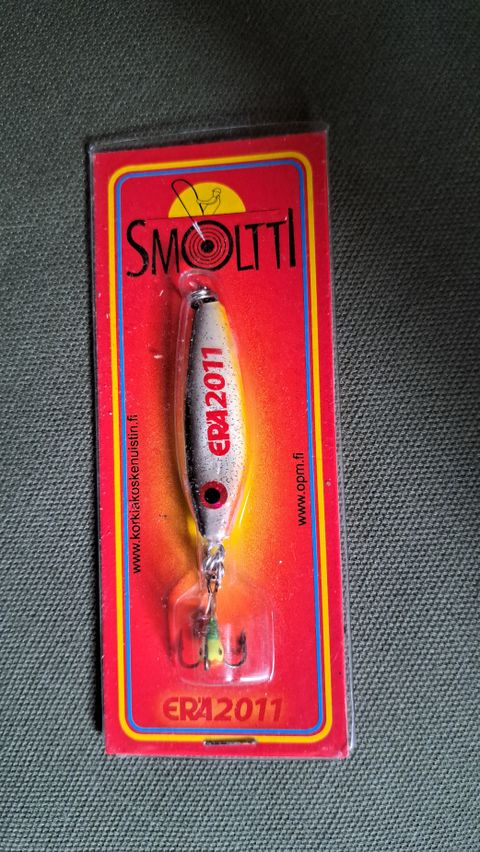 SMOLTTI
ERÄ2011
www.korkiakoskenuistin.fi
www.opm.fi
ERÄ2011